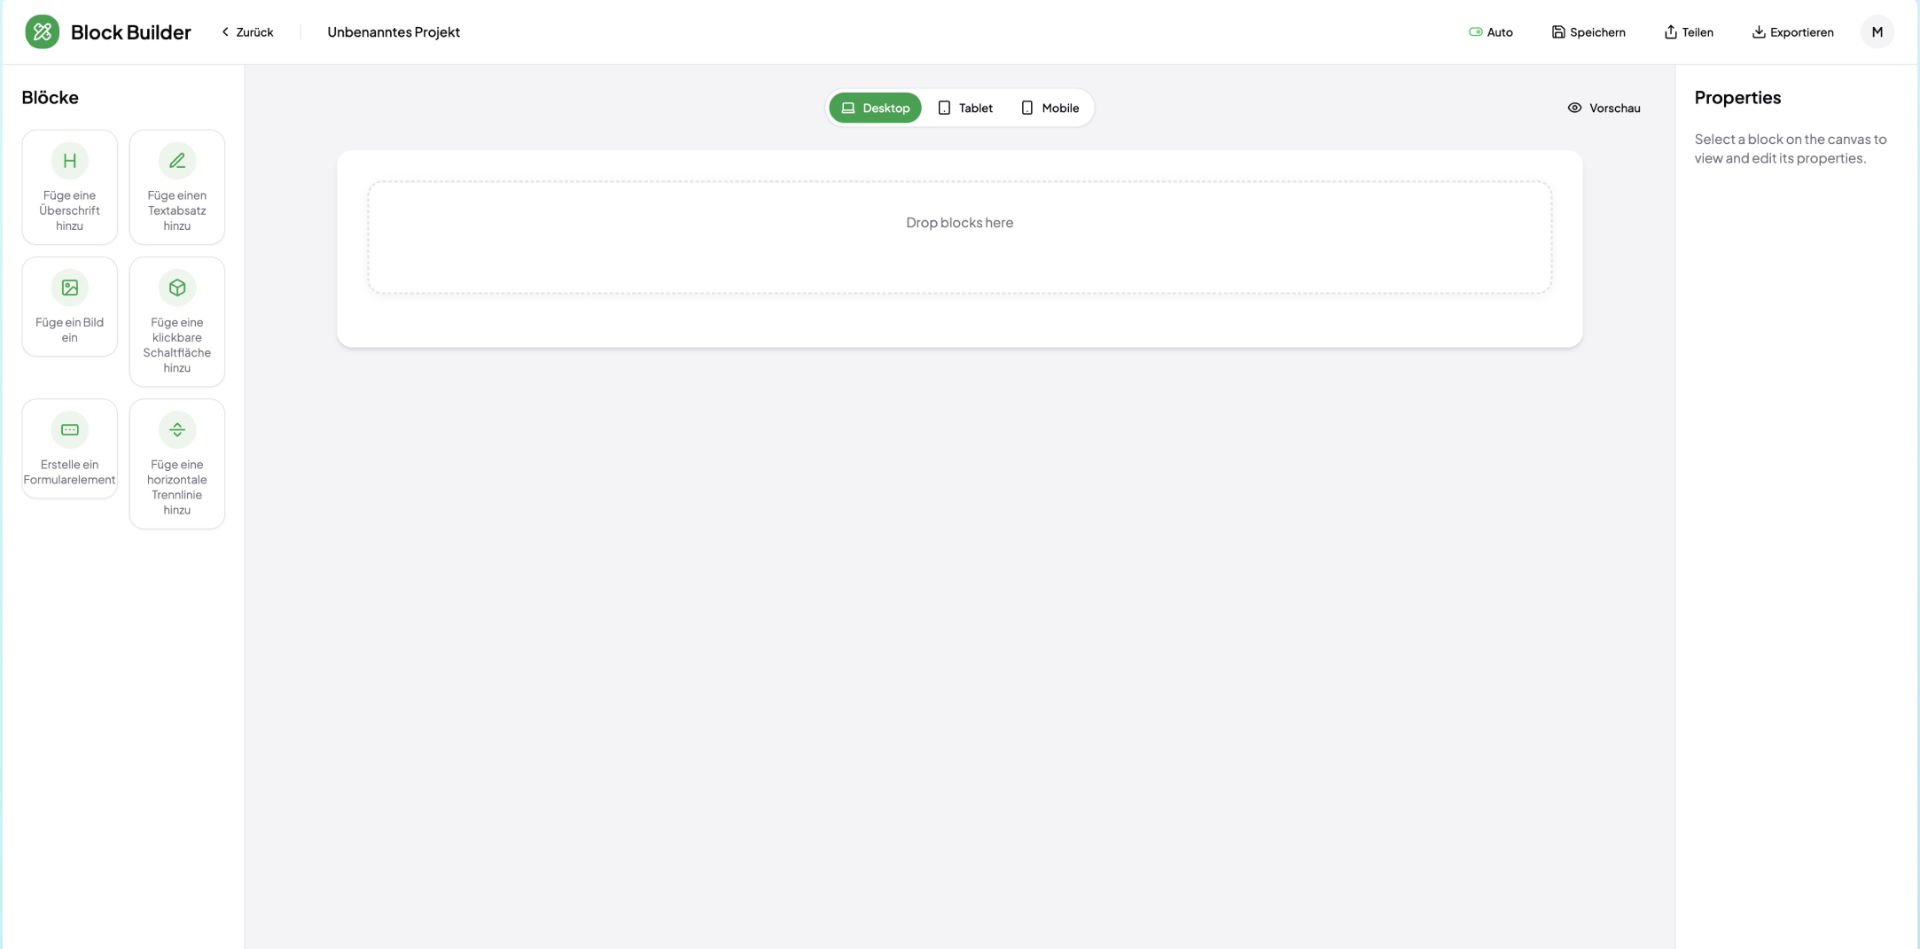 Block Builder
Zurück
Unbenanntes Projekt
Auto
Speichern
Teilen
Exportieren
M
Blöcke
H
Füge eine
Überschrift
hinzu
Füge einen
Textabsatz
hinzu
Füge ein Bild
ein
Füge eine
klickbare
Schaltfläche
hinzu
Erstelle ein
Formularelement
Füge eine
horizontale
Trennlinie
hinzu
Desktop
Tablet
Mobile
Vorschau
Drop blocks here
Properties
Select a block on the canvas to
view and edit its properties.